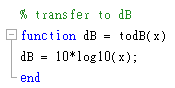 % transfer to dB
function dB = todB(x)
dB = 10*log10(x);
end